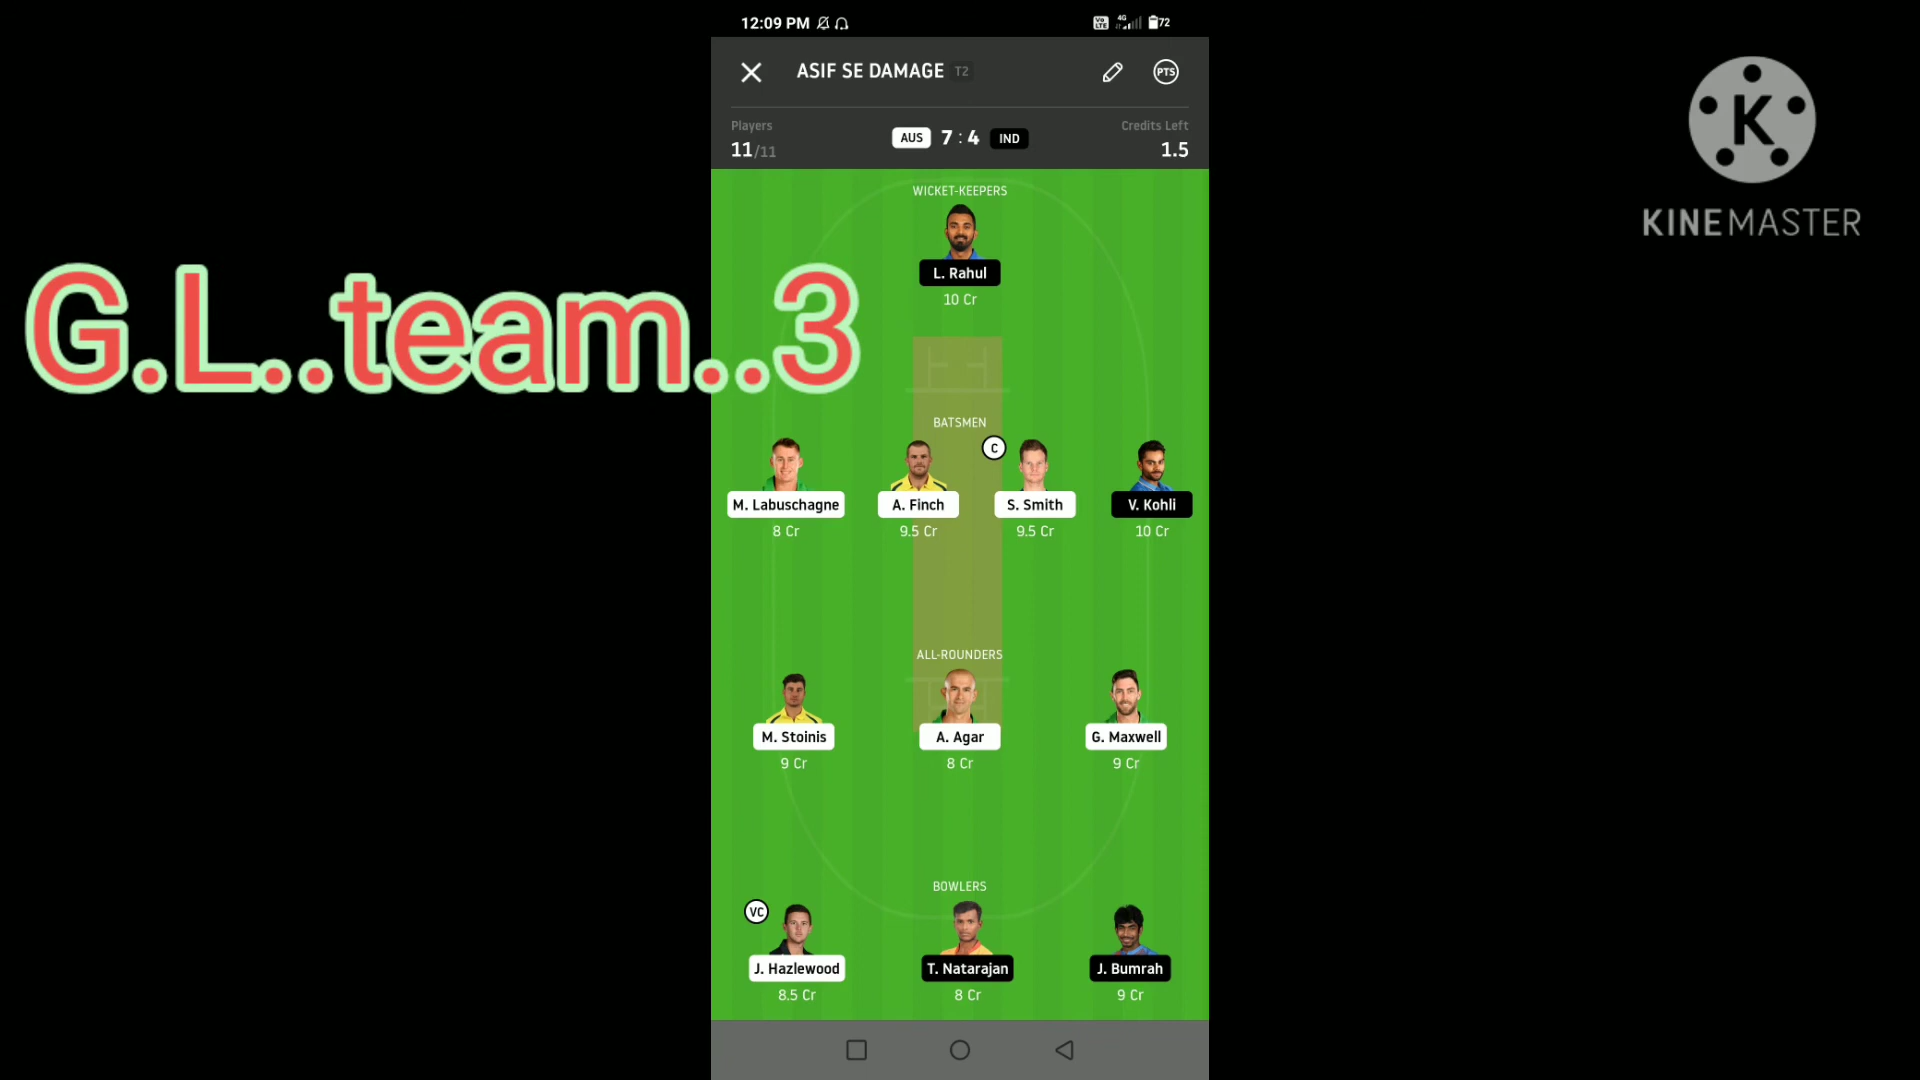 12:09 PM
Vo LTE 4G 72
ASIF SE DAMAGE T2
PTS
Players
11/11
AUS 7 : 4 IND
Credits Left
1.5
K
KINEMASTER
G.L..team..3
WICKET-KEEPERS
L. Rahul
10 Cr
BATSMEN
C
M. Labuschagne A. Finch S. Smith V. Kohli
8 Cr 9.5 Cr 9.5 Cr 10 Cr
ALL-ROUNDERS
M. Stoinis A. Agar G. Maxwell
9 Cr 8 Cr 9 Cr
BOWLERS
VC
J. Hazlewood T. Natarajan J. Bumrah
8.5 Cr 8 Cr 9 Cr